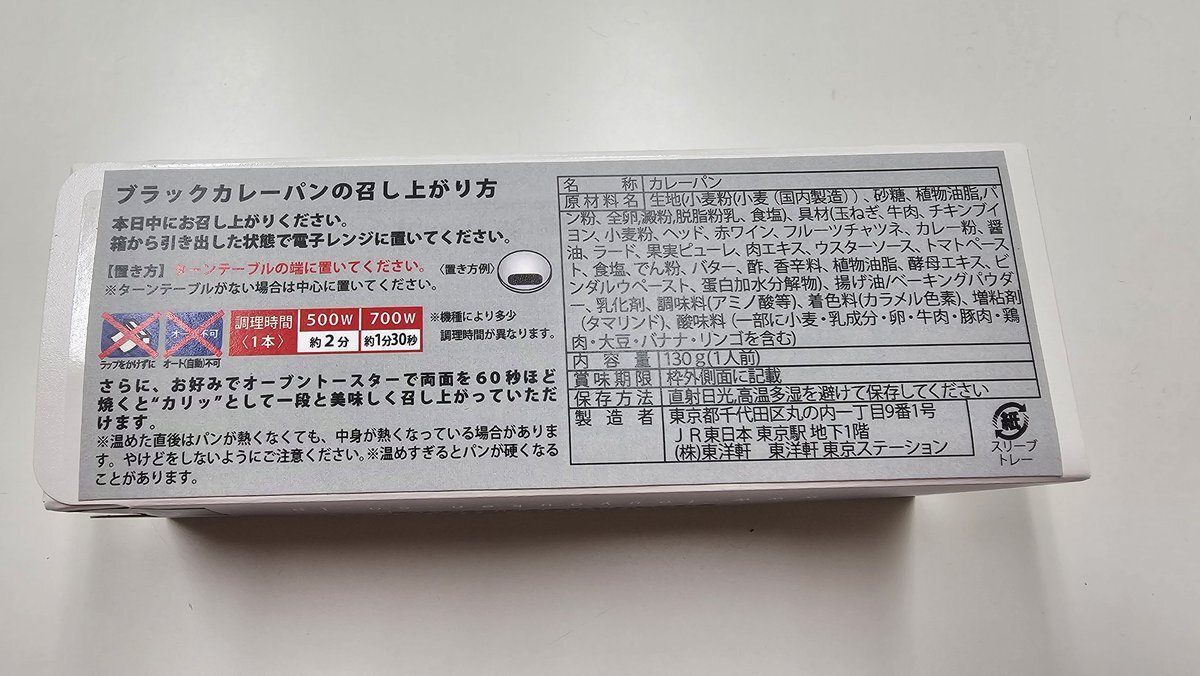 ブラックカレーパンの召し上がり方
本日中にお召し上がりください。
箱から引き出した状態で電子レンジに置いてください。
【置き方】ターンテーブルの端に置いてください。〈置き方例〉
※ターンテーブルがない場合は中心に置いてください。
ラップをかけずに
オート不可
オート(自動)不可
調理時間〈1本〉
500W 約2分
700W 約1分30秒
※機種により多少
調理時間が異なります。
さらに、お好みでオーブントースターで両面を60秒ほど
焼くと“カリッ”として一段と美味しく召し上がっていただ
けます。
※温めた直後はパンが熱くなくても、中身が熱くなっている場合がありま
す。やけどをしないようにご注意ください。※温めすぎるとパンが硬くなる
ことがあります。
名称 カレーパン
原材料名 生地(小麦粉(小麦(国内製造))、砂糖、植物油脂,パ
ン粉、全卵,澱粉,脱脂粉乳、食塩)、具材(玉ねぎ、牛肉、チキンブイ
ヨン、小麦粉、ヘッド、赤ワイン、フルーツチャツネ、カレー粉、醤
油、ラード、果実ピューレ、肉エキス、ウスターソース、トマトペース
ト、食塩、でん粉、バター、酢、香辛料、植物油脂、酵母エキス、ビ
ンダルウペースト、蛋白加水分解物)、揚げ油/ベーキングパウダ
ー、乳化剤、調味料(アミノ酸等)、着色料(カラメル色素)、増粘剤
(タマリンド)、酸味料(一部に小麦・乳成分・卵・牛肉・豚肉・鶏
肉・大豆・バナナ・リンゴを含む)
内容量 130g(1人前)
賞味期限 枠外側面に記載
保存方法 直射日光,高温多湿を避けて保存してください
製造者 東京都千代田区丸の内一丁目9番1号
JR東日本 東京駅 地下1階
(株)東洋軒 東洋軒 東京ステーション
紙
スリーブ
トレー